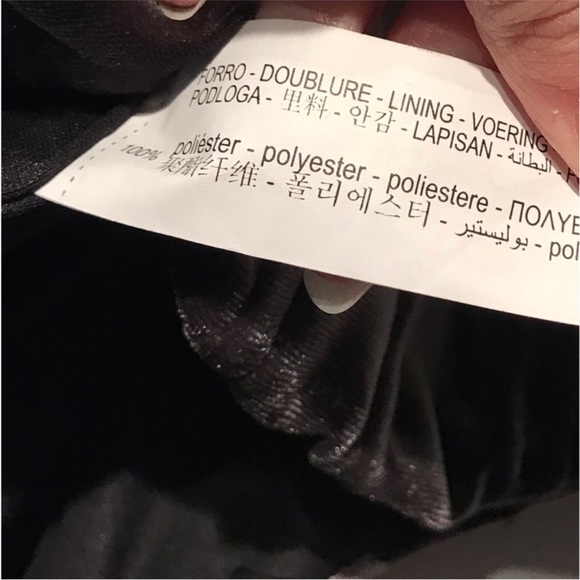 FORRO - DOUBLURE - LINING - VOERING
PODLOGA - 里料 - 안감 - LAPISAN - البطانة -
100% poliéster - polyester - poliestere - ΠΟΛΥΕ
聚酯纤维 - 폴리에스터 - بوليستير - pol